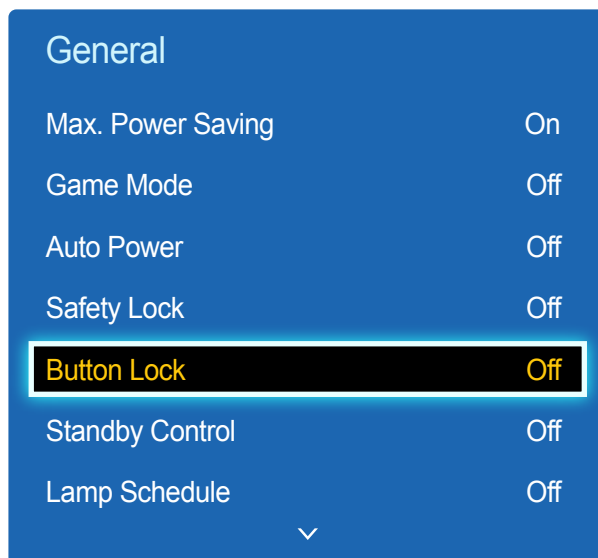 General
Max. Power Saving On
Game Mode Off
Auto Power Off
Safety Lock Off
Button Lock Off
Standby Control Off
Lamp Schedule Off